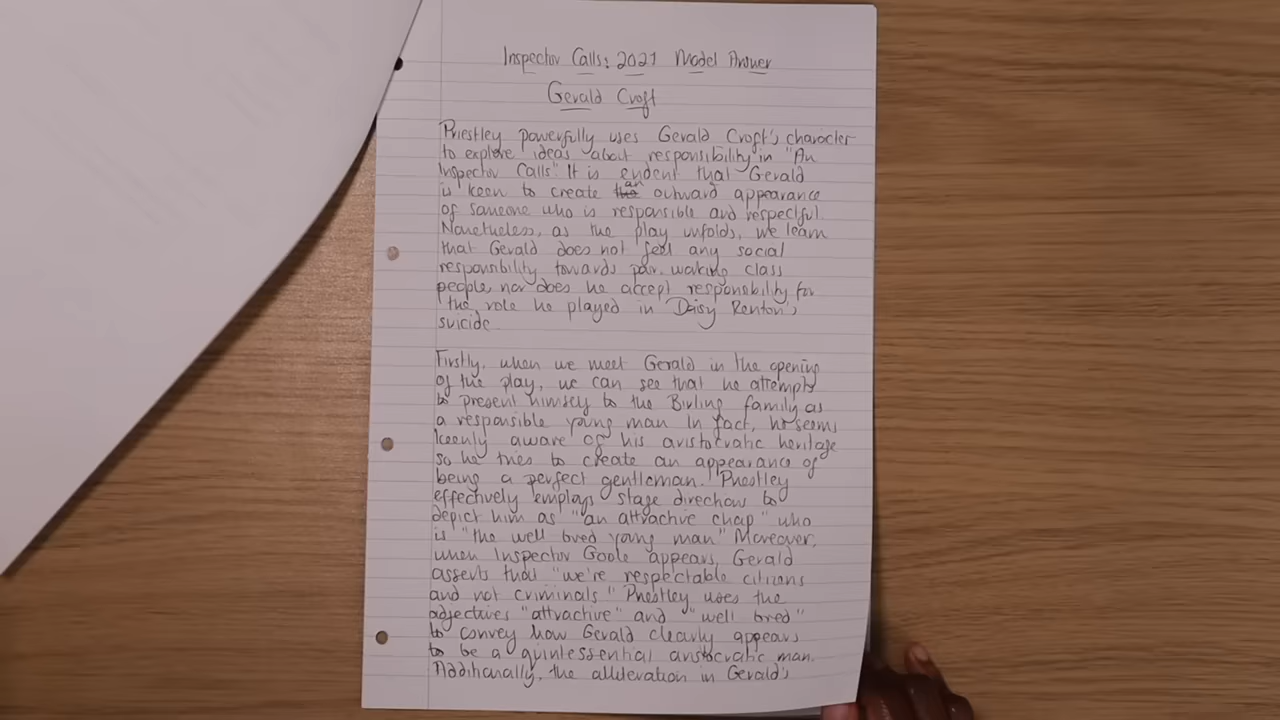 Inspector Calls: 2021 Model Answer
Gerald Croft
Priestley powerfully uses Gerald Croft's character
to explore ideas about responsibility in "An
Inspector Calls". It is evident that Gerald
is keen to create an outward appearance
of someone who is responsible and respectful.
Nonetheless, as the play unfolds, we learn
that Gerald does not feel any social
responsibility towards poor, working class
people, nor does he accept responsibility for
the role he played in Daisy Renton's
suicide.
Firstly, when we meet Gerald in the opening
of the play, we can see that he attempts
to present himself to the Birling family as
a responsible young man. In fact, he seems
keenly aware of his aristocratic heritage
so he tries to create an appearance of
being a perfect gentleman. Priestley
effectively employs stage directions to
depict him as "an attractive chap" who
is "the well bred young man". Moreover,
when Inspector Goole appears, Gerald
asserts that "we're respectable citizens
and not criminals." Priestley uses the
adjectives "attractive" and "well bred"
to convey how Gerald clearly appears
to be a quintessential aristocratic man.
Additionally, the alliteration in Gerald's